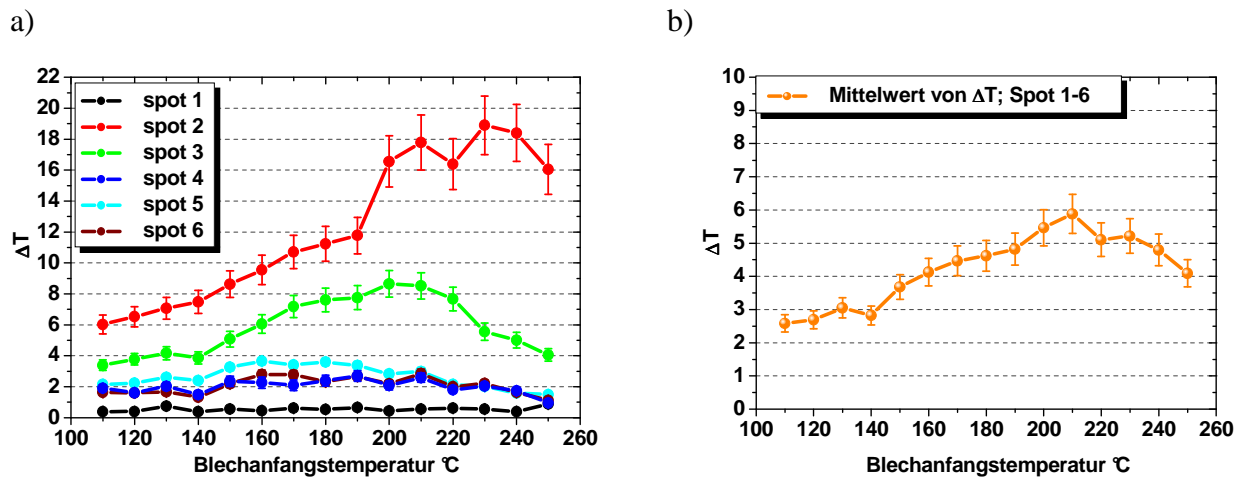 a)
b)
22
20
18
16
14
12
10
8
6
4
2
0
ΔT
spot 1
spot 2
spot 3
spot 4
spot 5
spot 6
100 120 140 160 180 200 220 240 260
Blechanfangstemperatur °C
10
9
8
7
6
5
4
3
2
1
0
ΔT
Mittelwert von ΔT; Spot 1-6
100 120 140 160 180 200 220 240 260
Blechanfangstemperatur °C